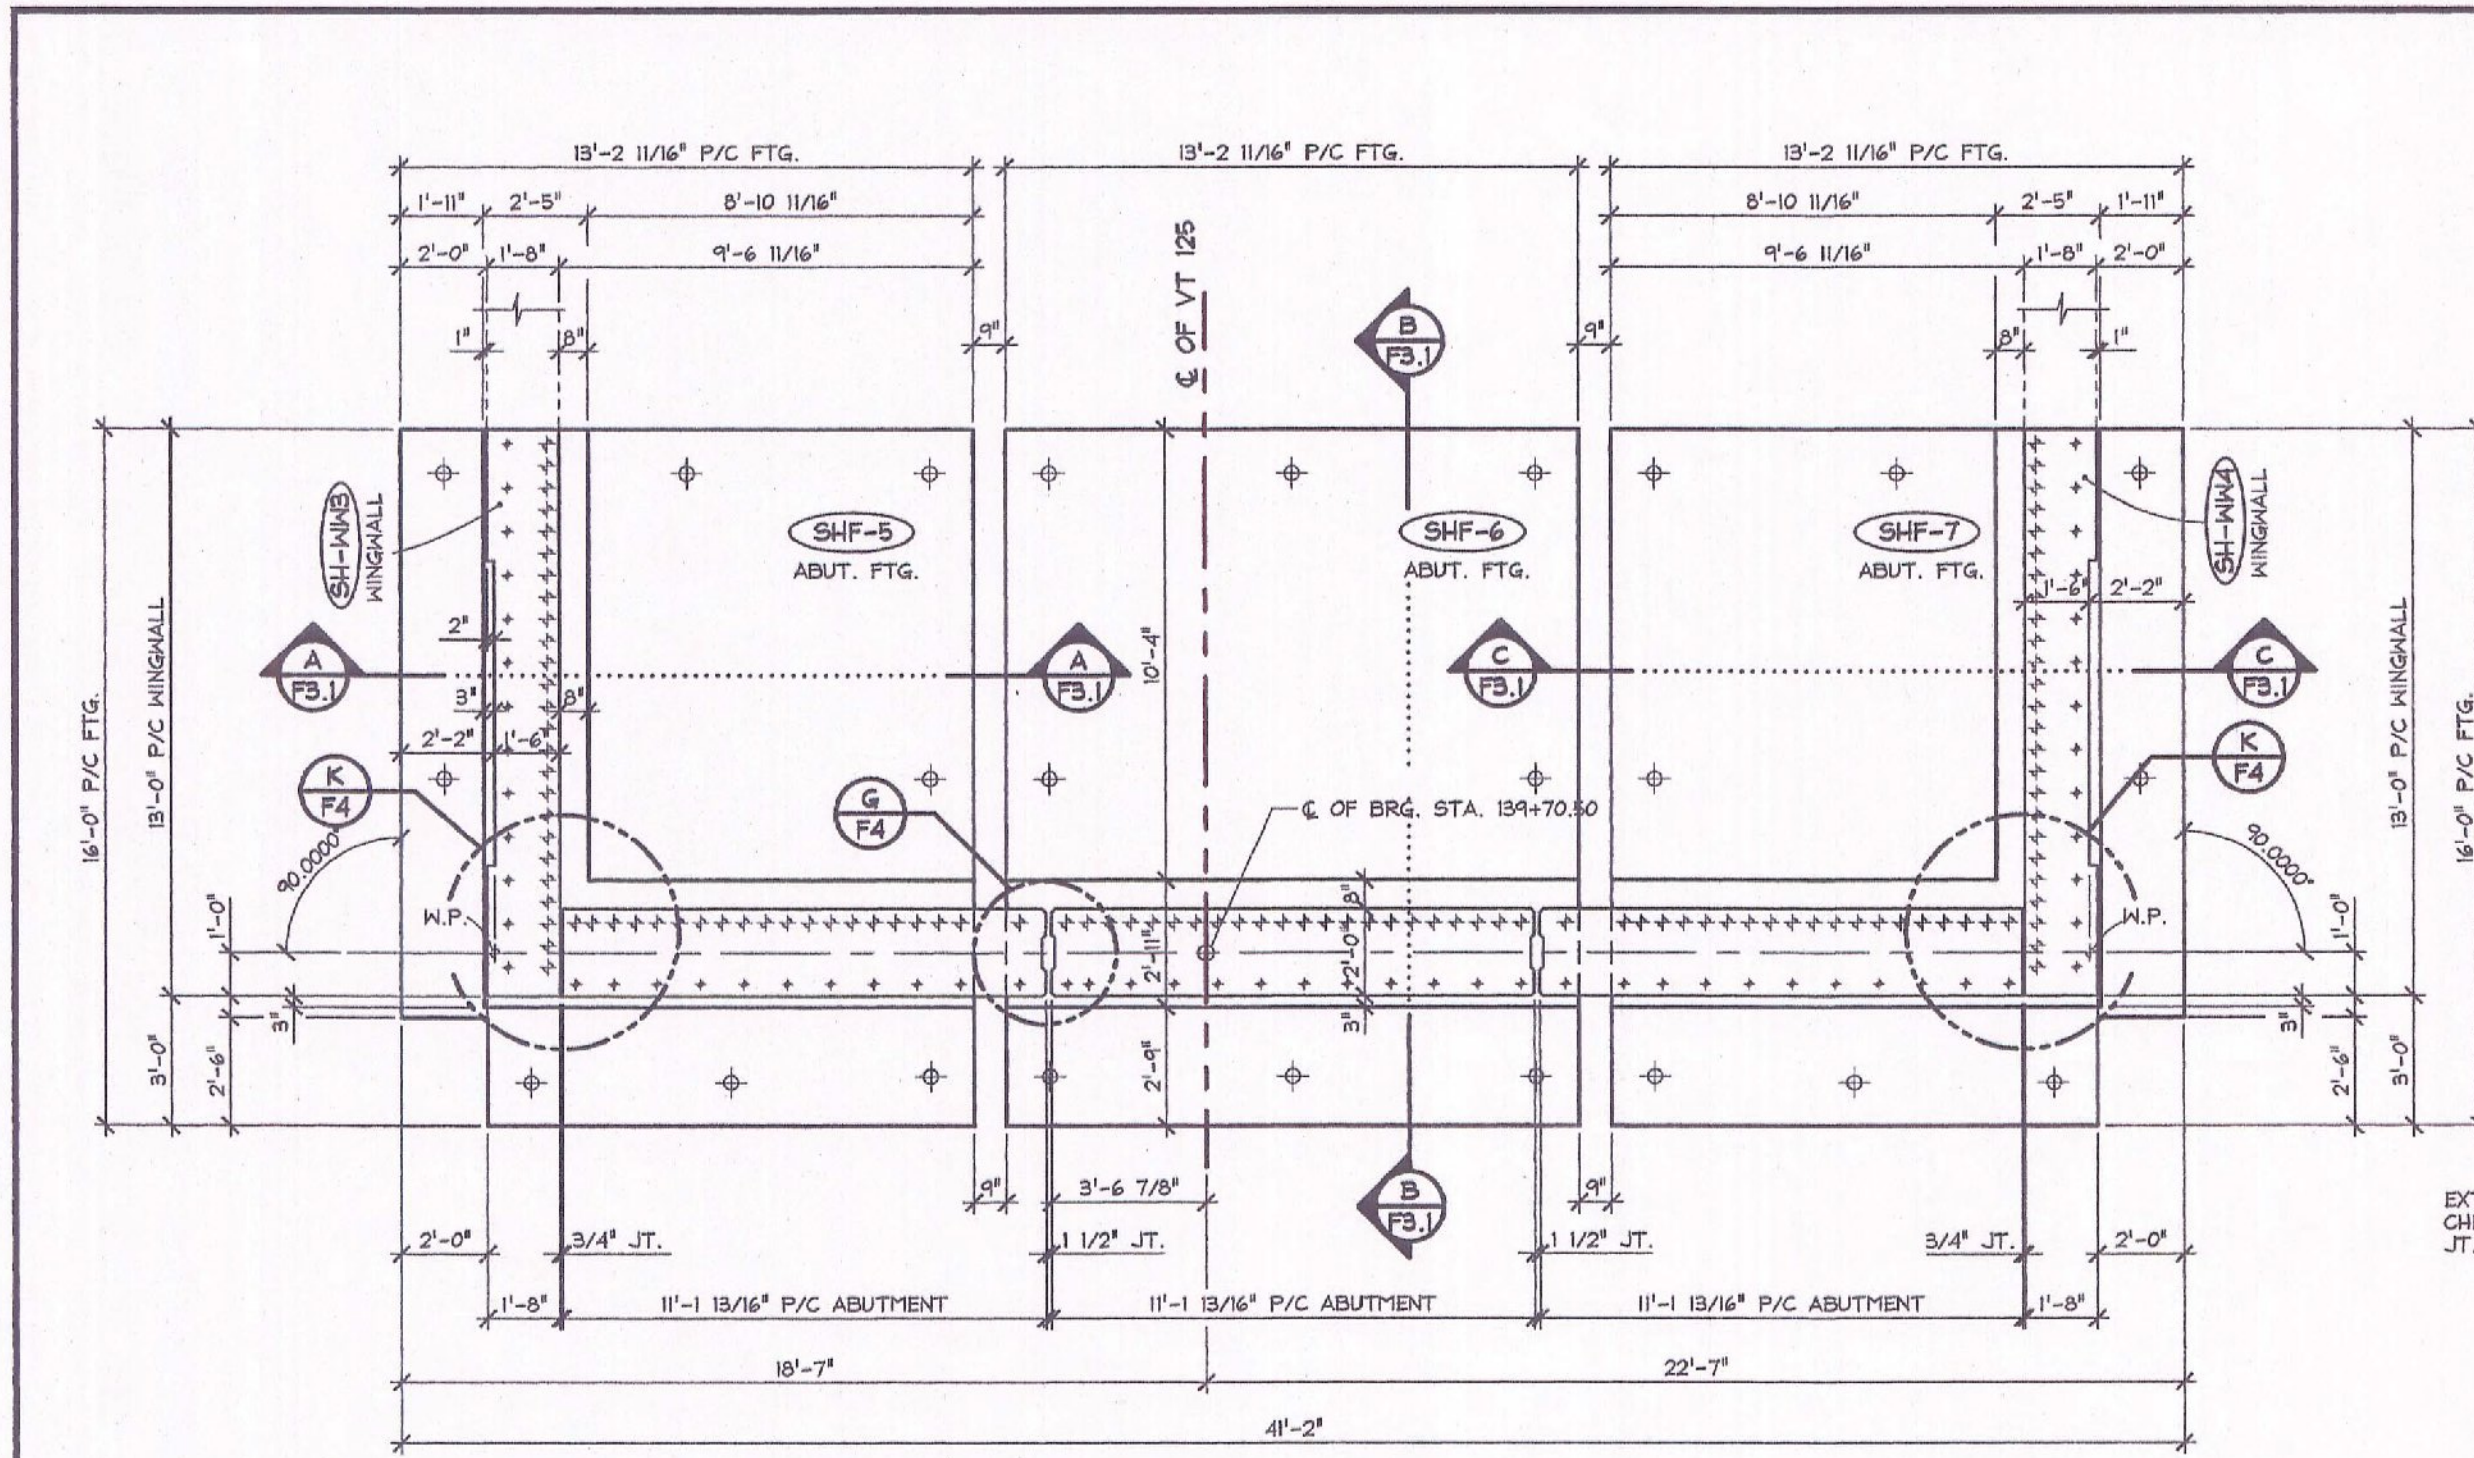 13'-2 11/16" P/C FTG.
13'-2 11/16" P/C FTG.
13'-2 11/16" P/C FTG.
1'-11"
2'-5"
8'-10 11/16"
8'-10 11/16"
2'-5"
1'-11"
2'-0"
1'-8"
9'-6 11/16"
9'-6 11/16"
1'-8"
2'-0"
℄ OF VT 125
1"
8"
9"
B
F3.1
9"
8"
1"
SH-WW3
WINGWALL
SHF-5
ABUT. FTG.
SHF-6
ABUT. FTG.
SHF-7
ABUT. FTG.
SH-WW4
WINGWALL
1'-6"
2'-2"
2"
A
F3.1
A
F3.1
10'-4"
C
F3.1
C
F3.1
16'-0" P/C FTG.
13'-0" P/C WINGWALL
13'-0" P/C WINGWALL
16'-0" P/C FTG.
3"
8"
2'-2"
1'-6"
K
F4
G
F4
℄ OF BRG. STA. 139+70.50
K
F4
90.0000°
90.0000°
1'-0"
W.P.
2'-11"
8"
2'-0"
3"
W.P.
1'-0"
3"
3"
3'-0"
2'-6"
2'-9"
2'-6"
3'-0"
9"
3'-6 7/8"
B
F3.1
9"
EXT
CHE
JT.
2'-0"
3/4" JT.
1 1/2" JT.
1 1/2" JT.
3/4" JT.
2'-0"
1'-8"
11'-1 13/16" P/C ABUTMENT
11'-1 13/16" P/C ABUTMENT
11'-1 13/16" P/C ABUTMENT
1'-8"
18'-7"
22'-7"
41'-2"